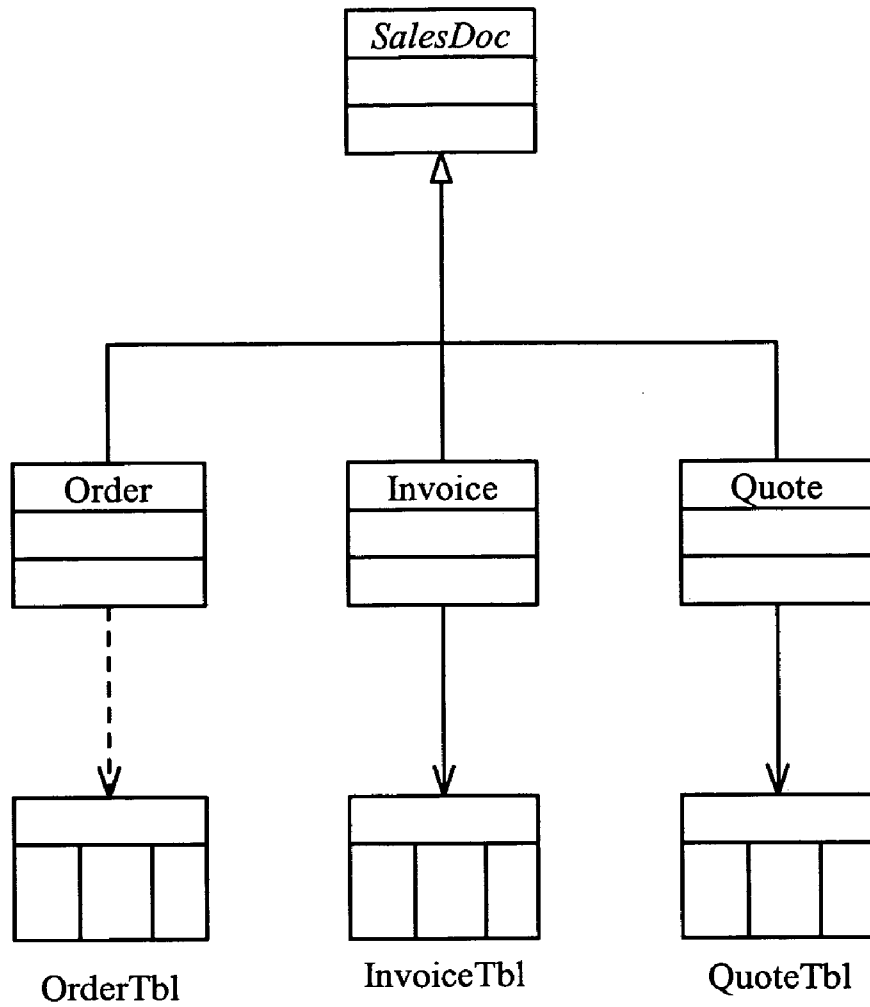 SalesDoc
Order
Invoice
Quote
OrderTbl
InvoiceTbl
QuoteTbl